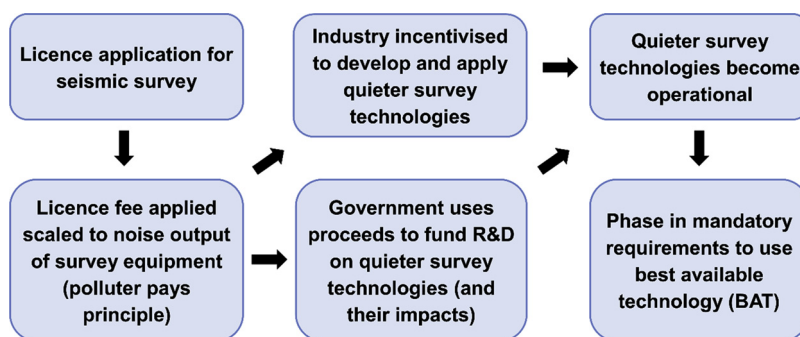 Licence application for
seismic survey
Industry incentivised
to develop and apply
quieter survey
technologies
Quieter survey
technologies become
operational
Licence fee applied
scaled to noise output
of survey equipment
(polluter pays
principle)
Government uses
proceeds to fund R&D
on quieter survey
technologies (and
their impacts)
Phase in mandatory
requirements to use
best available
technology (BAT)